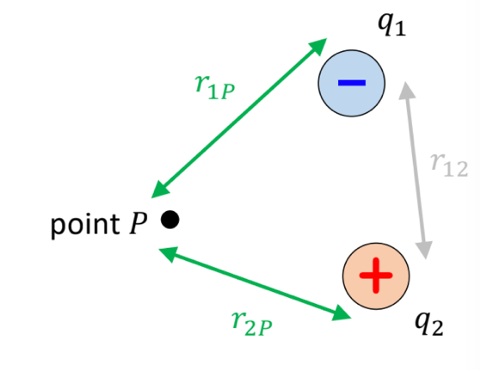 q₁
−
r₁P
r₁₂
point P
+
r₂P
q₂